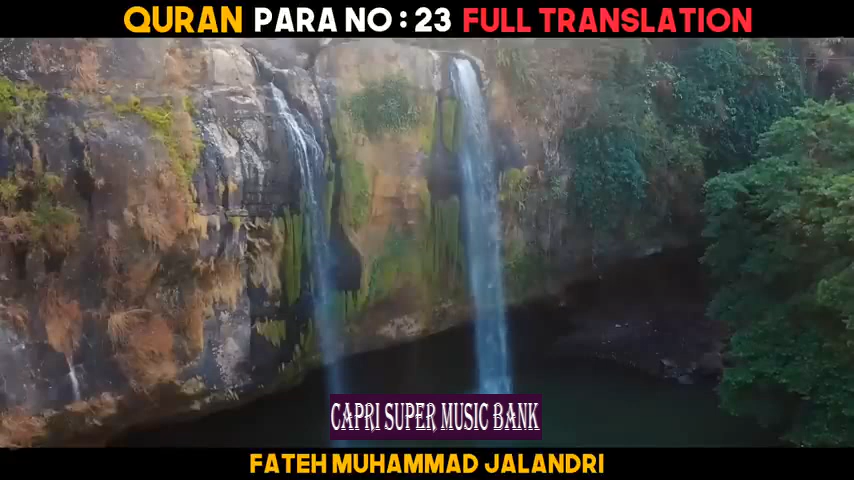 QURAN PARA NO : 23 FULL TRANSLATION
CAPRI SUPER MUSIC BANK
FATEH MUHAMMAD JALANDRI